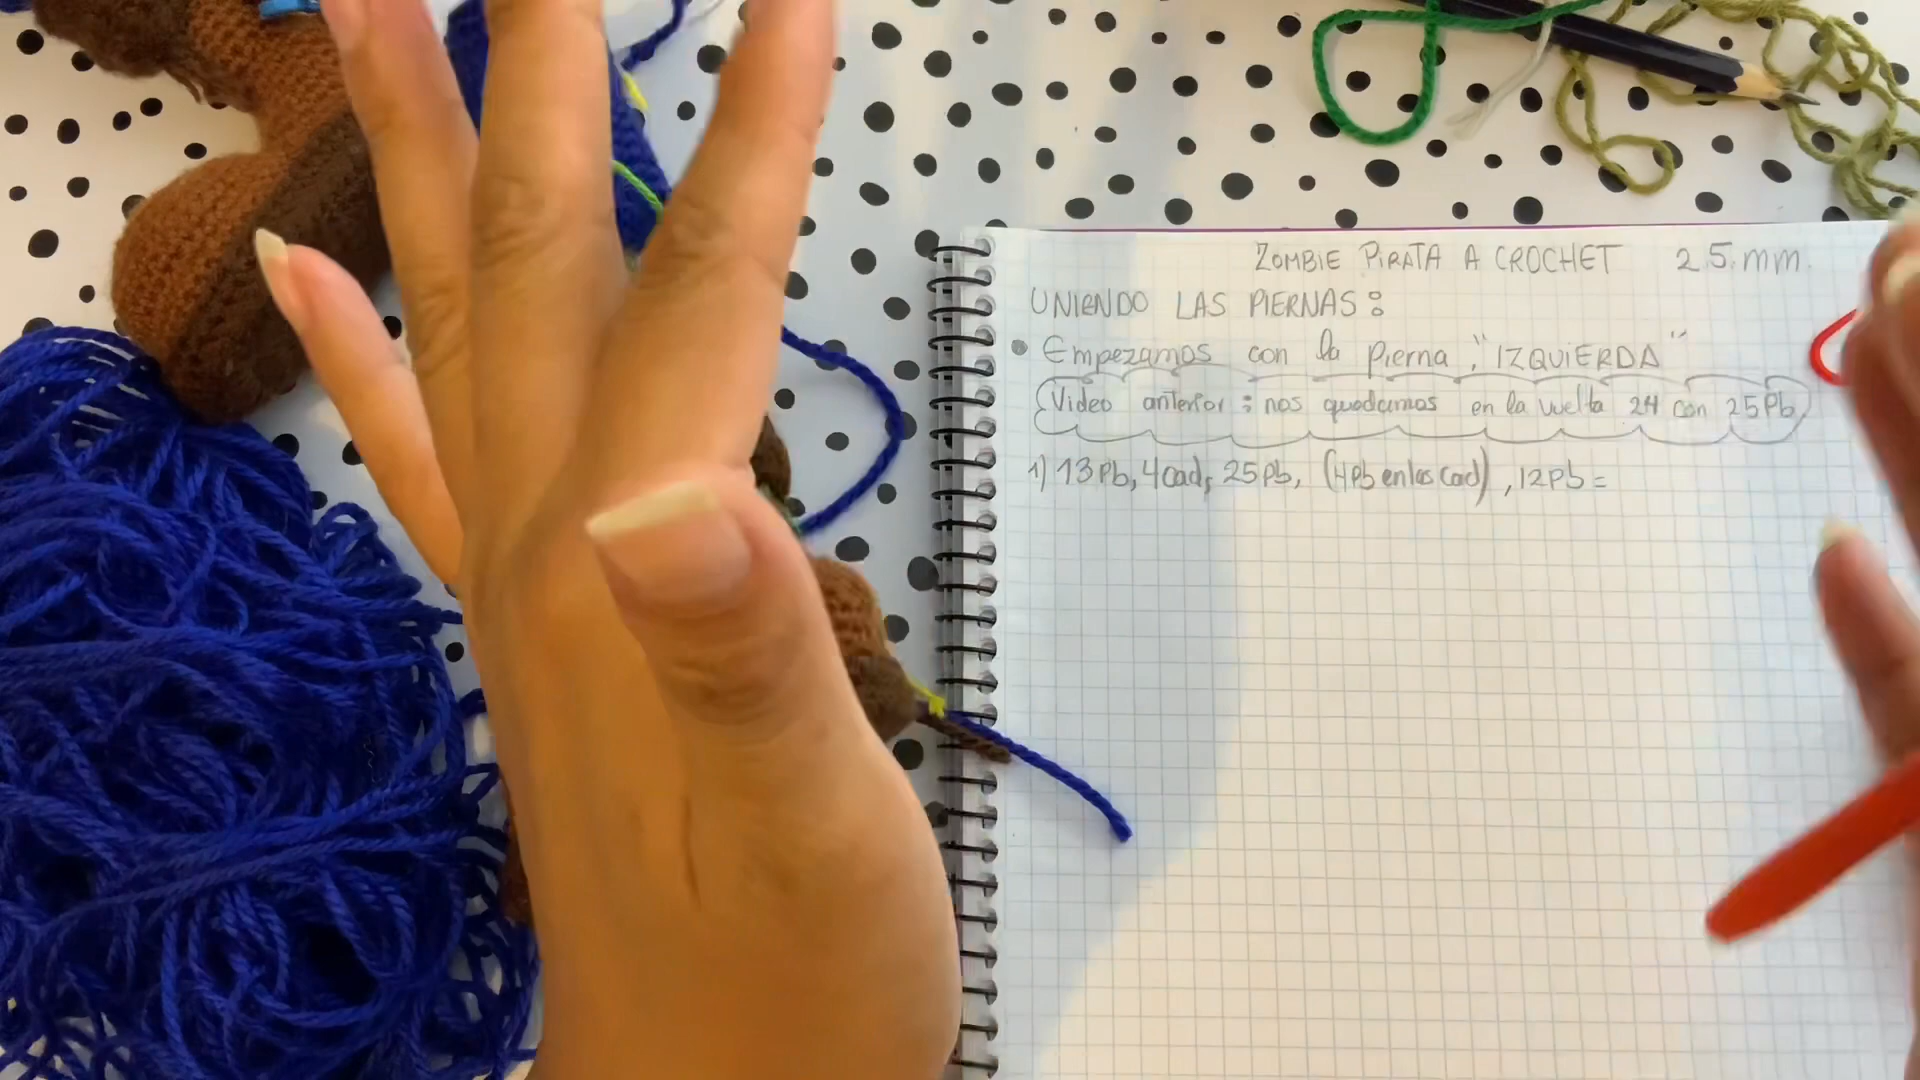 ZOMBIE PIRATA A CROCHET 2.5 mm.
UNIENDO LAS PIERNAS:
• Empezamos con la pierna "IZQUIERDA"
Video anterior: nos quedamos en la vuelta 24 con 25Pb
1) 13Pb, 4cad, 25Pb, (4Pb en las cad), 12Pb =